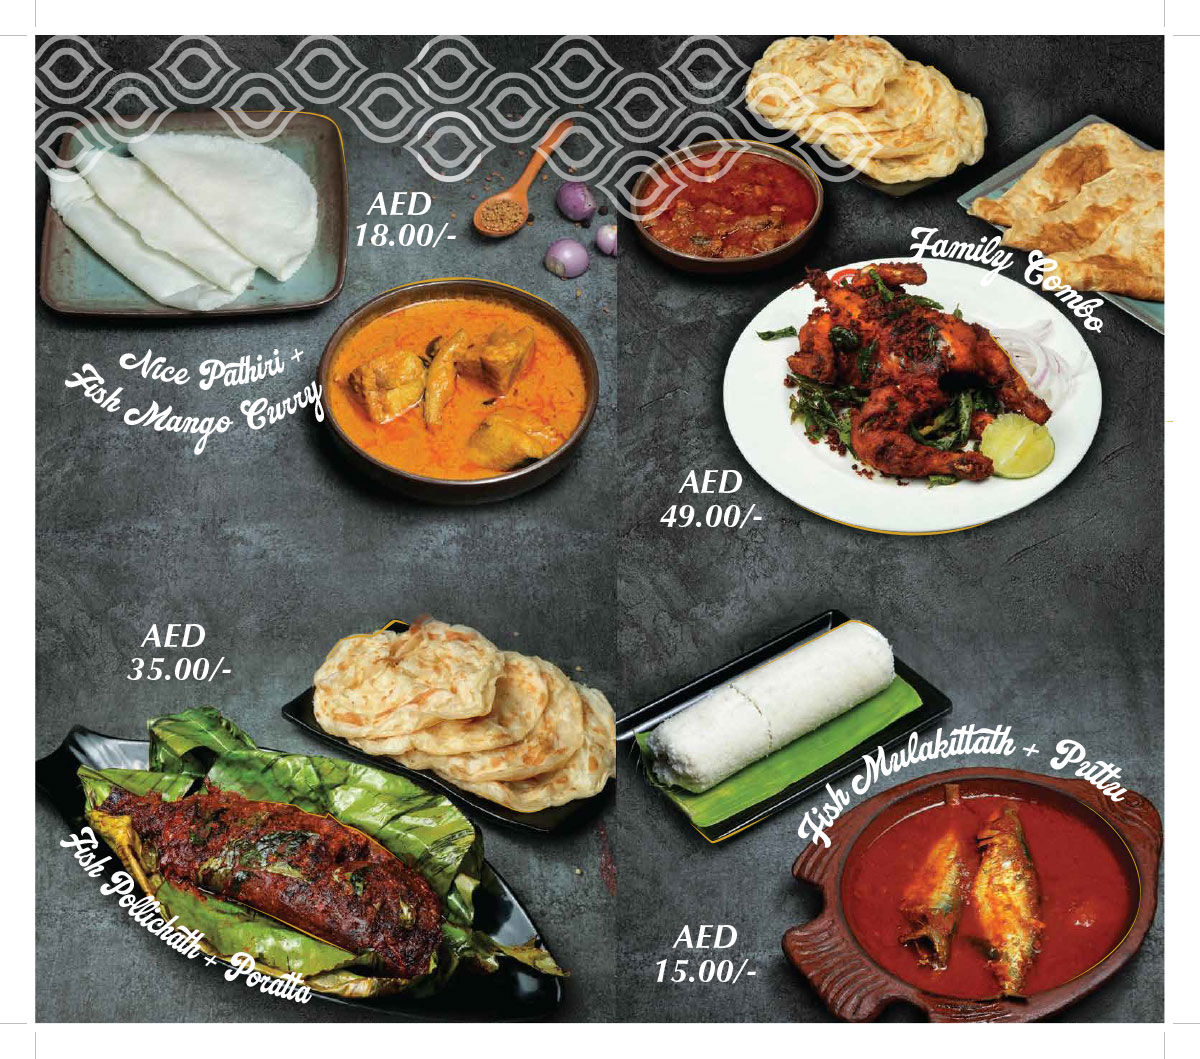 AED
18.00/-
Nice Pathiri +
Fish Mango Curry
Family Combo
AED
49.00/-
AED
35.00/-
Fish Pollichath + Poratta
Fish Mulakittath + Puttu
AED
15.00/-